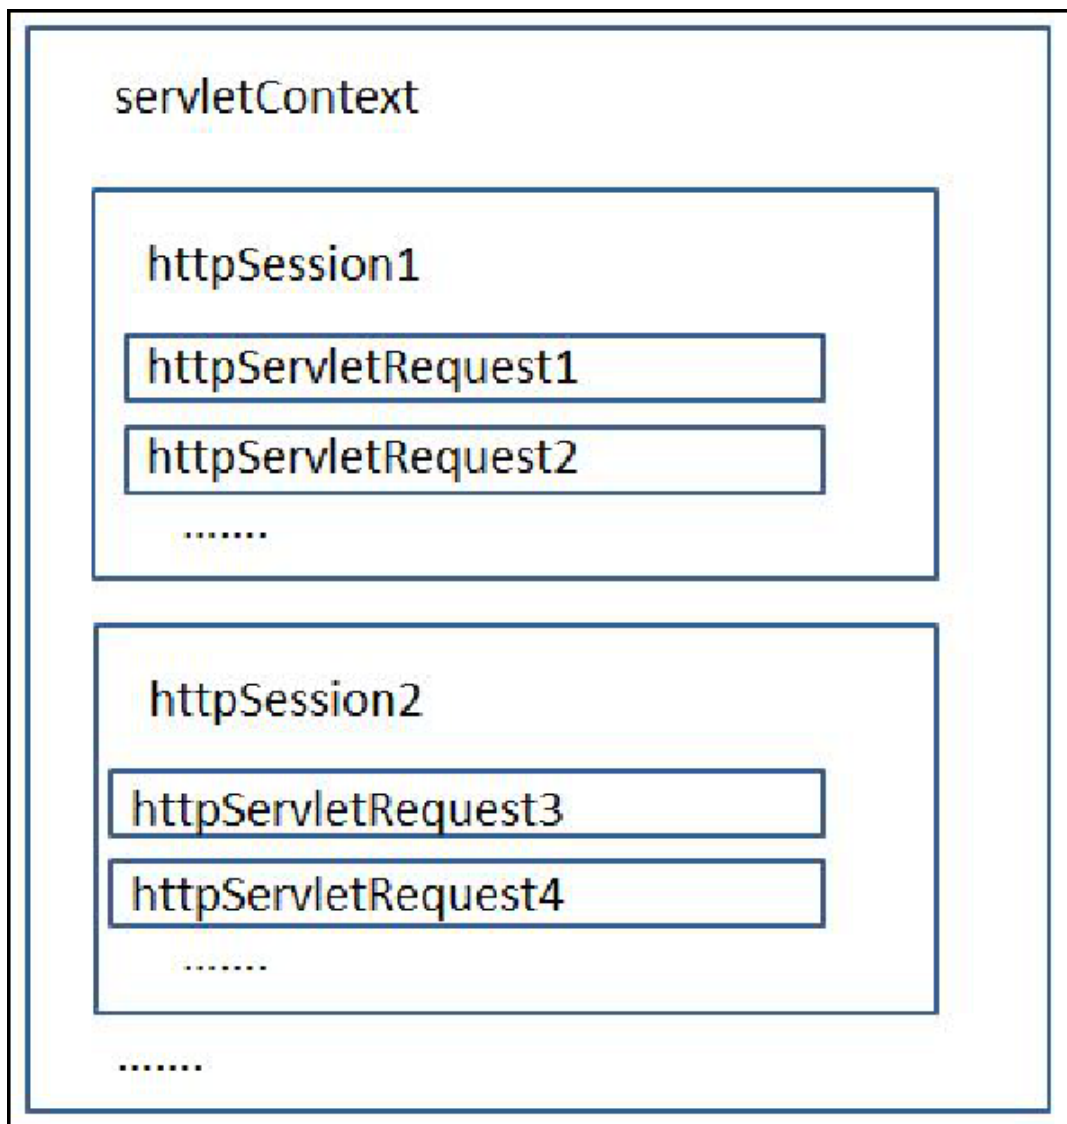 servletContext
httpSession1
httpServletRequest1
httpServletRequest2
.......
httpSession2
httpServletRequest3
httpServletRequest4
.......
.......